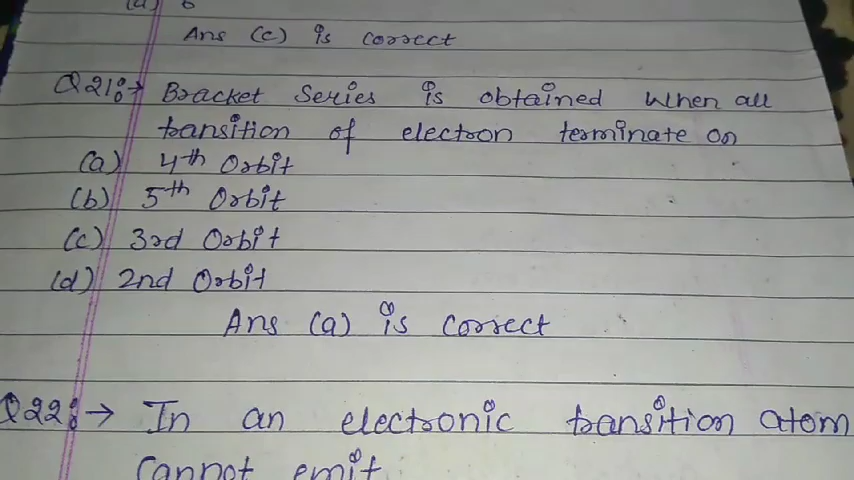 (a) 6
Ans (c) is correct
Q21:→ Bracket Series is obtained When all
transition of electron terminate on
(a) 4th Orbit
(b) 5th Orbit
(c) 3rd Orbit
(d) 2nd Orbit
Ans (a) is correct
Q22:→ In an electronic transition atom
Cannot emit